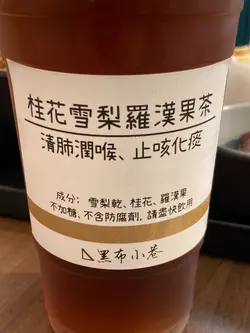 桂花雪梨羅漢果茶
清肺潤喉、止咳化痰
成分: 雪梨乾、桂花、羅漢果
不加糖、不含防腐劑, 請盡快飲用
黑布小巷